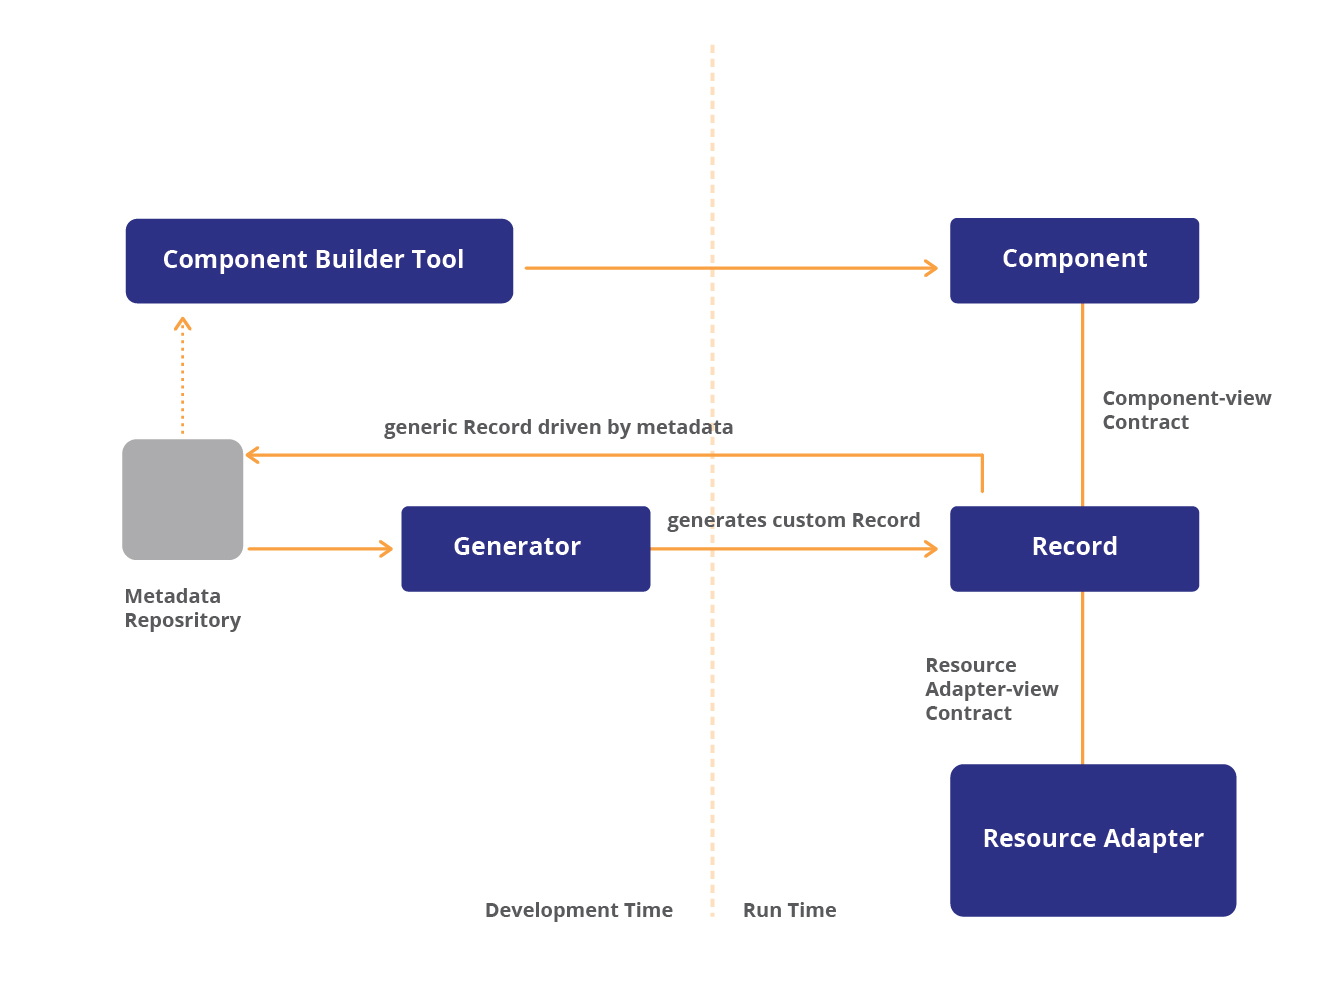 Component Builder Tool
Component
Component-view
Contract
generic Record driven by metadata
generates custom Record
Generator
Record
Metadata
Reposritory
Resource
Adapter-view
Contract
Resource Adapter
Development Time
Run Time